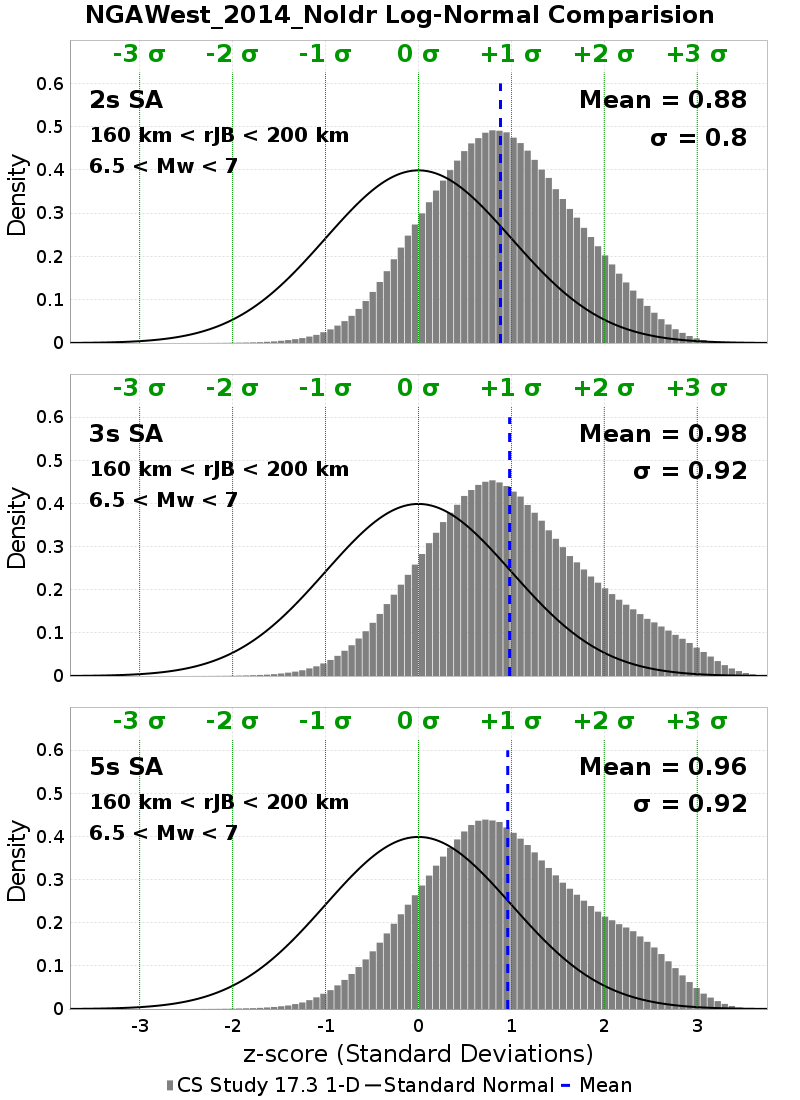 NGAWest_2014_NoIdr Log-Normal Comparision
-3 σ -2 σ -1 σ 0 σ +1 σ +2 σ +3 σ
0.6
2s SA Mean = 0.88
0.5
160 km < rJB < 200 km σ = 0.8
6.5 < Mw < 7
0.4
0.3
0.2
0.1
0
Density
-3 σ -2 σ -1 σ 0 σ +1 σ +2 σ +3 σ
0.6
3s SA Mean = 0.98
0.5
160 km < rJB < 200 km σ = 0.92
6.5 < Mw < 7
0.4
0.3
0.2
0.1
0
Density
-3 σ -2 σ -1 σ 0 σ +1 σ +2 σ +3 σ
0.6
5s SA Mean = 0.96
0.5
160 km < rJB < 200 km σ = 0.92
6.5 < Mw < 7
0.4
0.3
0.2
0.1
0
Density
-3 -2 -1 0 1 2 3
z-score (Standard Deviations)
CS Study 17.3 1-D Standard Normal Mean